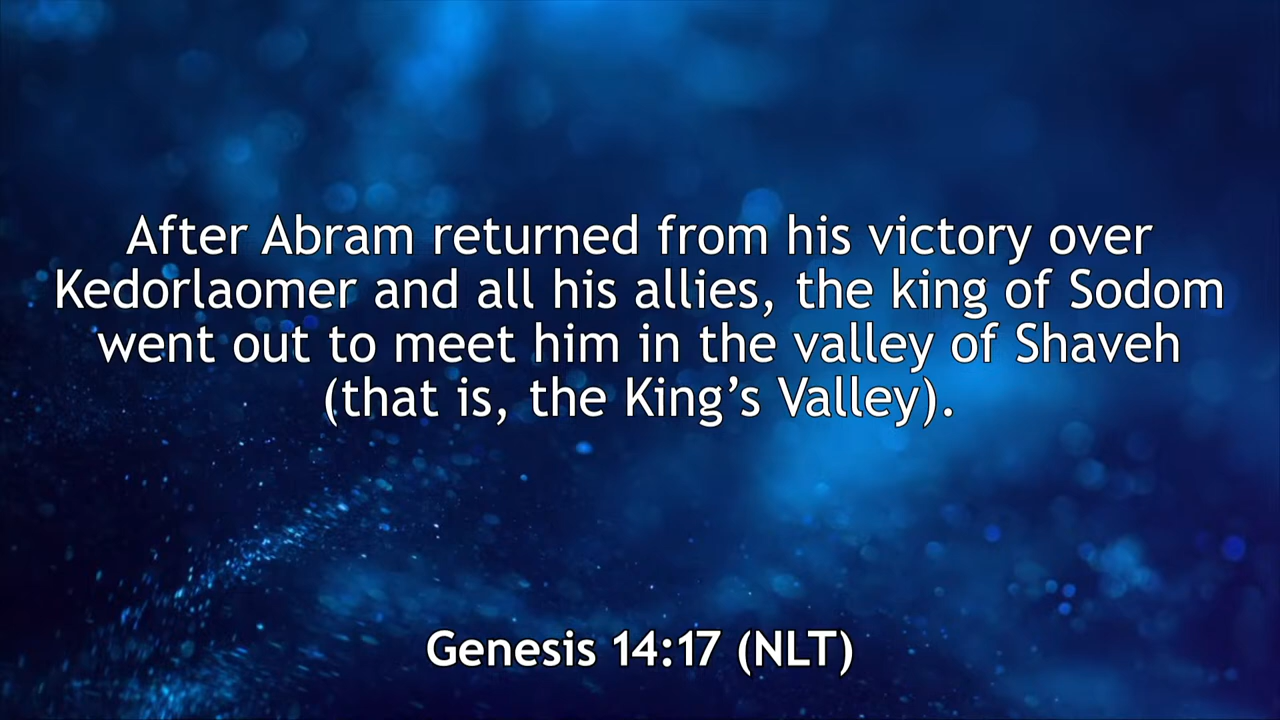 After Abram returned from his victory over
Kedorlaomer and all his allies, the king of Sodom
went out to meet him in the valley of Shaveh
(that is, the King’s Valley).
Genesis 14:17 (NLT)